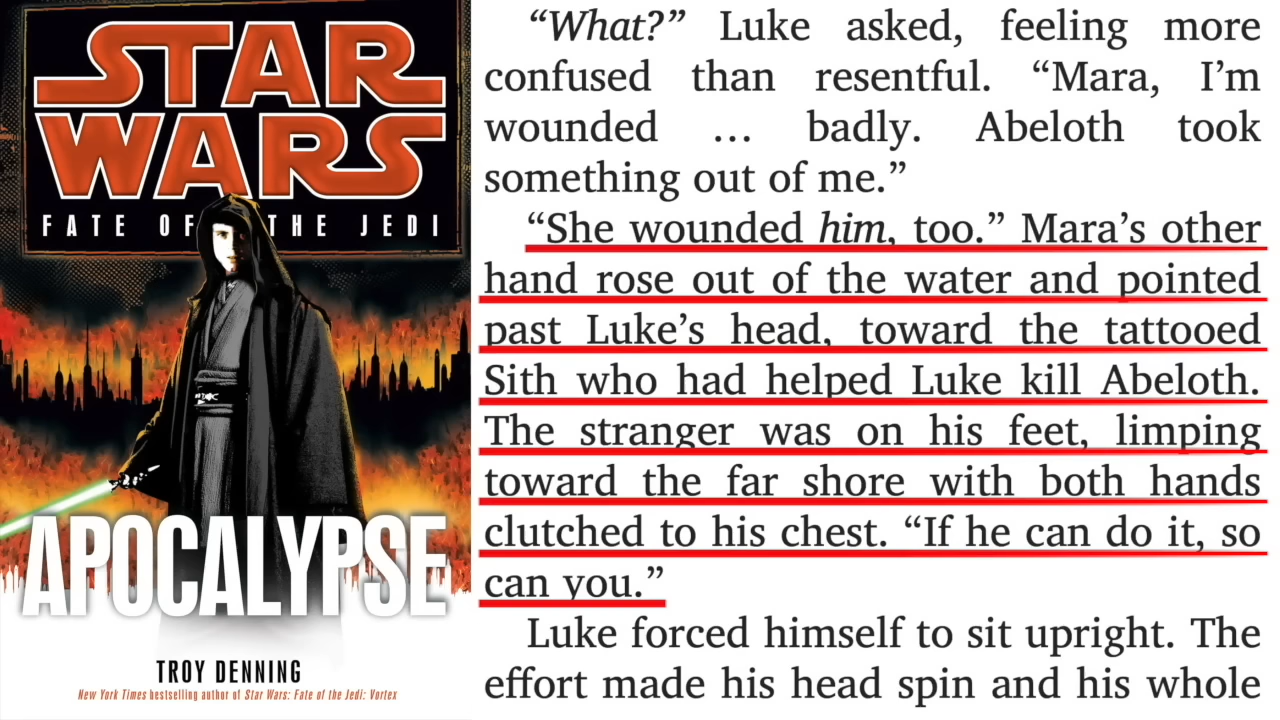 STAR
WARS
FATE OF THE JEDI
APOCALYPSE
TROY DENNING
New York Times bestselling author of Star Wars: Fate of the Jedi: Vortex
“What?” Luke asked, feeling more
confused than resentful. “Mara, I’m
wounded … badly. Abeloth took
something out of me.”
“She wounded him, too.” Mara’s other
hand rose out of the water and pointed
past Luke’s head, toward the tattooed
Sith who had helped Luke kill Abeloth.
The stranger was on his feet, limping
toward the far shore with both hands
clutched to his chest. “If he can do it, so
can you.”
Luke forced himself to sit upright. The
effort made his head spin and his whole